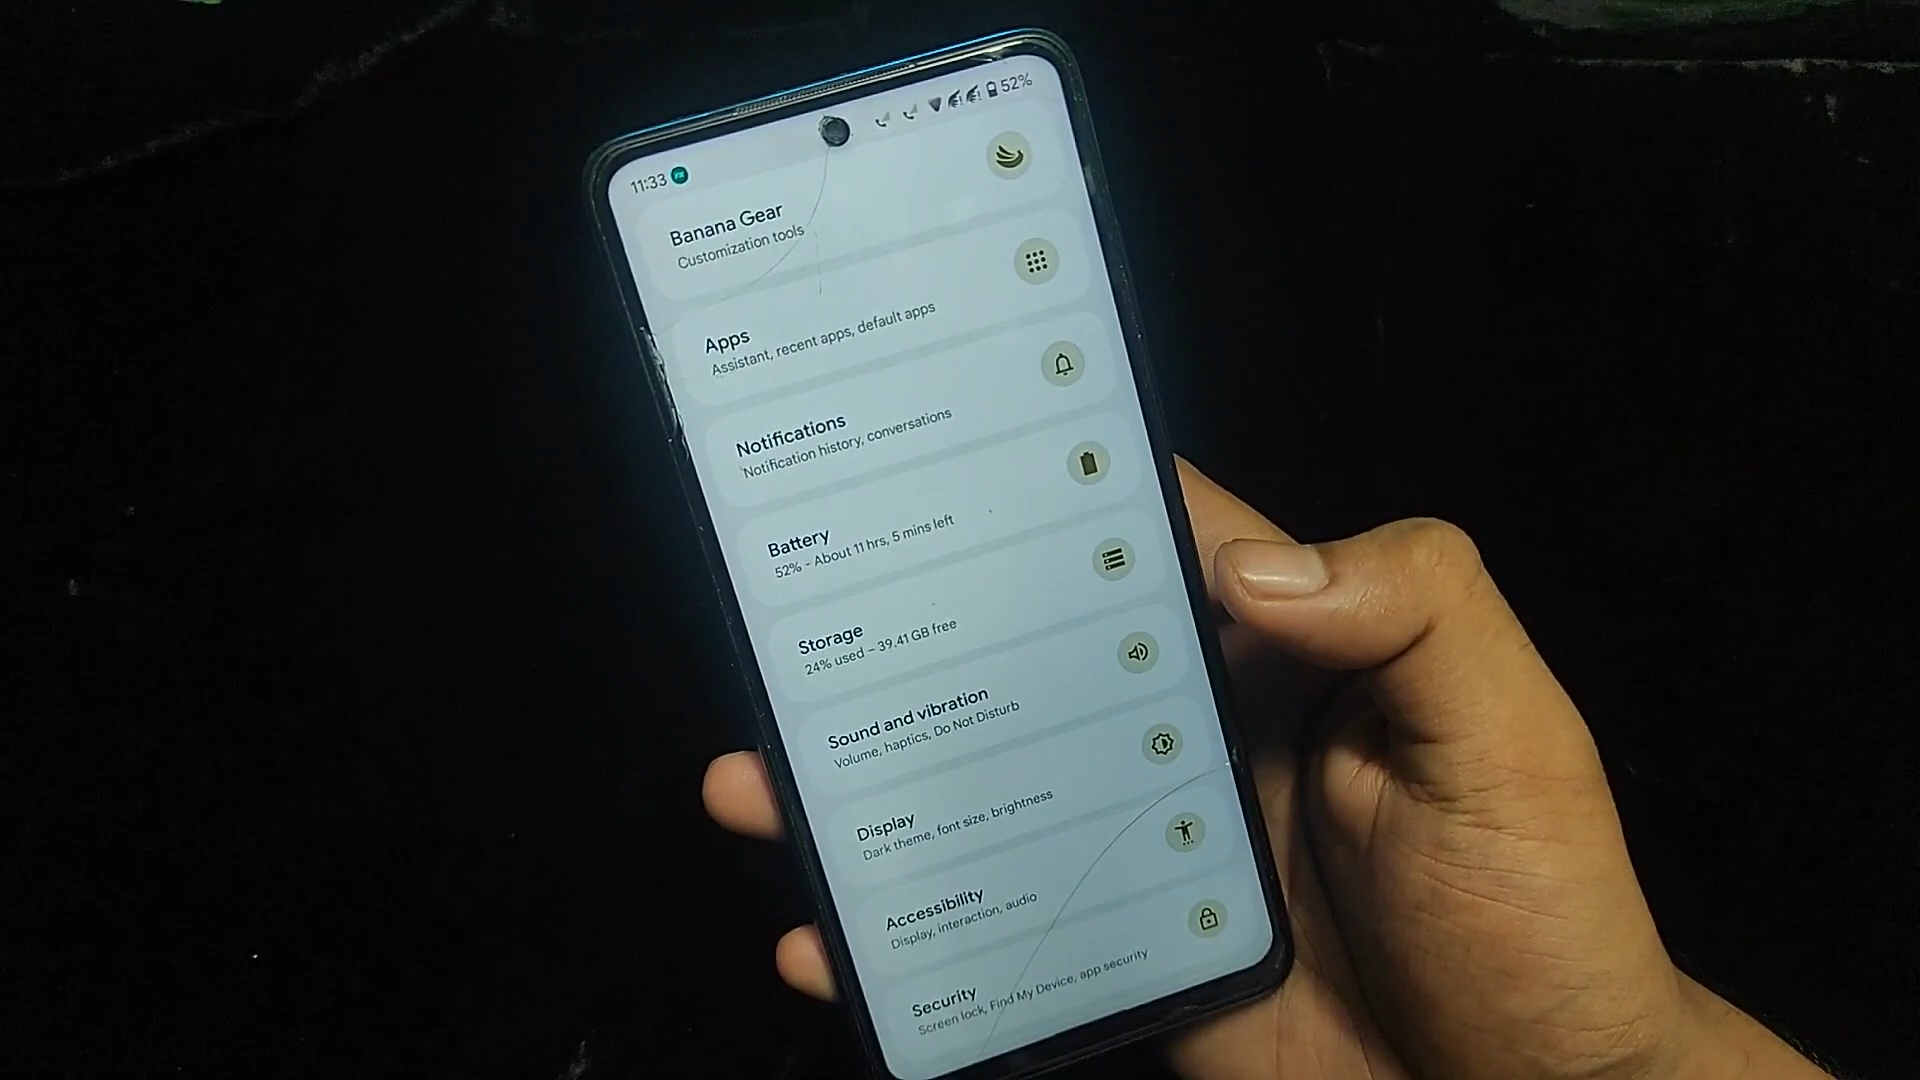 11:33
52%
Banana Gear
Customization tools
Apps
Assistant, recent apps, default apps
Notifications
Notification history, conversations
Battery
52% - About 11 hrs, 5 mins left
Storage
24% used – 39.41 GB free
Sound and vibration
Volume, haptics, Do Not Disturb
Display
Dark theme, font size, brightness
Accessibility
Display, interaction, audio
Security
Screen lock, Find My Device, app security